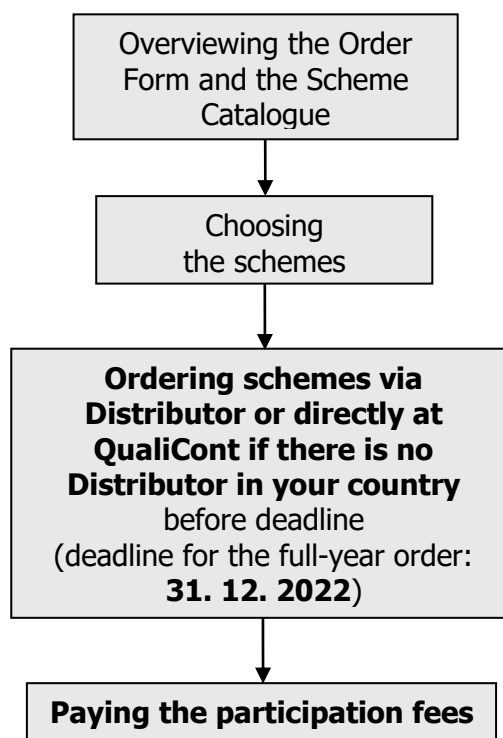 Overviewing the Order
Form and the Scheme
Catalogue
Choosing
the schemes
Ordering schemes via
Distributor or directly at
QualiCont if there is no
Distributor in your country
before deadline
(deadline for the full-year order:
31. 12. 2022)
Paying the participation fees